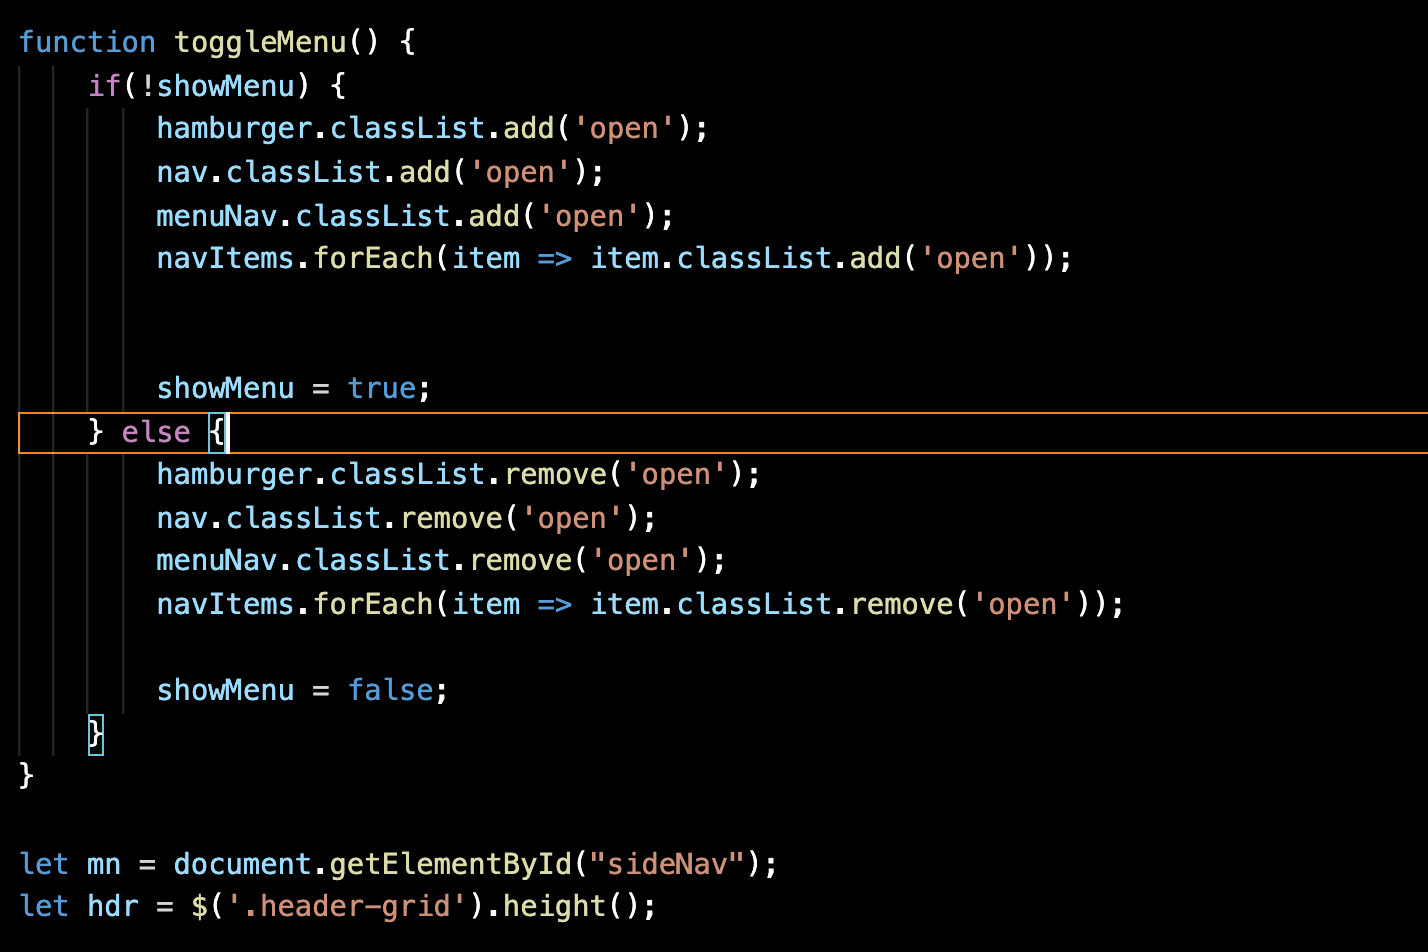 function toggleMenu() {
if(!showMenu) {
hamburger.classList.add('open');
nav.classList.add('open');
menuNav.classList.add('open');
navItems.forEach(item => item.classList.add('open'));
showMenu = true;
} else {
hamburger.classList.remove('open');
nav.classList.remove('open');
menuNav.classList.remove('open');
navItems.forEach(item => item.classList.remove('open'));
showMenu = false;
}
}
let mn = document.getElementById("sideNav");
let hdr = $('.header-grid').height();